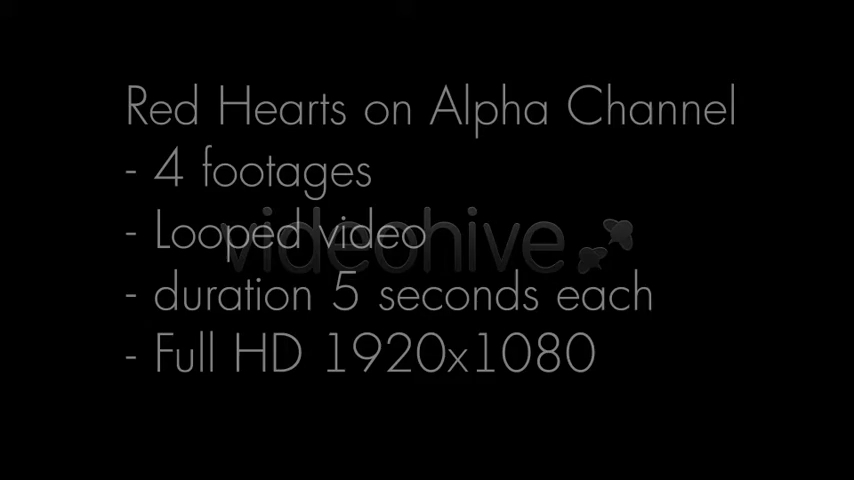 Red Hearts on Alpha Channel
- 4 footages
- Looped video
videohive
- duration 5 seconds each
- Full HD 1920x1080